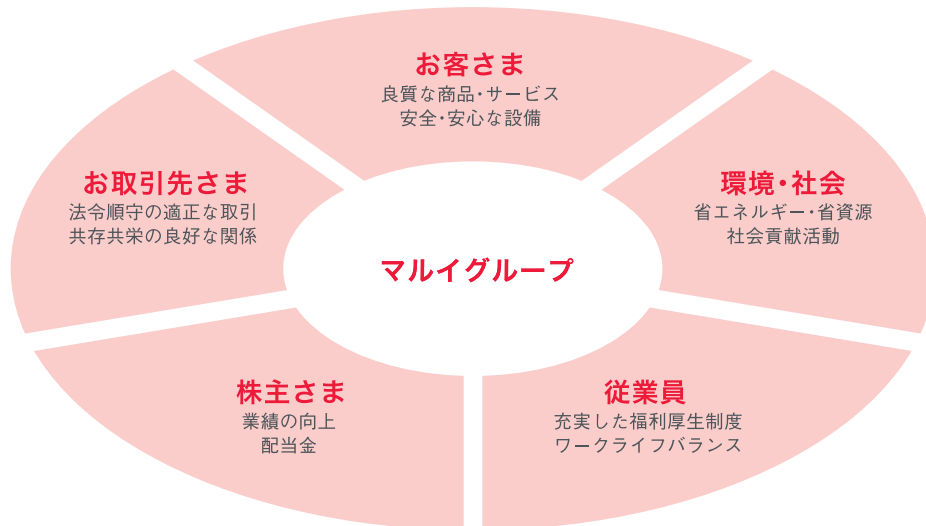 お客さま
良質な商品・サービス
安全・安心な設備
お取引先さま
法令順守の適正な取引
共存共栄の良好な関係
環境・社会
省エネルギー・省資源
社会貢献活動
マルイグループ
株主さま
業績の向上
配当金
従業員
充実した福利厚生制度
ワークライフバランス